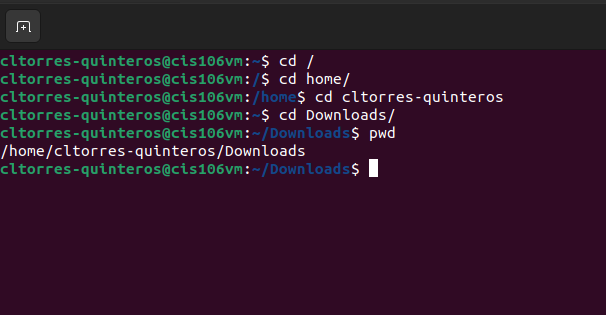 cltorres-quinteros@cis106vm:~$ cd /
cltorres-quinteros@cis106vm:/$ cd home/
cltorres-quinteros@cis106vm:/home$ cd cltorres-quinteros
cltorres-quinteros@cis106vm:~$ cd Downloads/
cltorres-quinteros@cis106vm:~/Downloads$ pwd
/home/cltorres-quinteros/Downloads
cltorres-quinteros@cis106vm:~/Downloads$